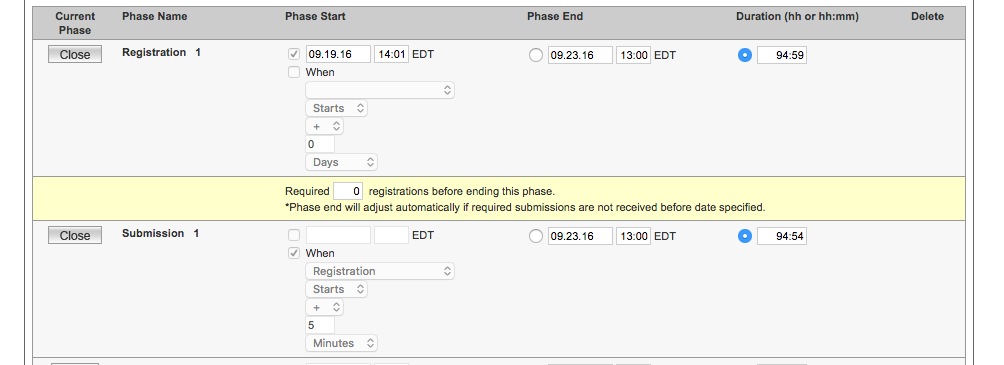 Current Phase Phase Name Phase Start Phase End Duration (hh or hh:mm) Delete
Close Registration 1 09.19.16 14:01 EDT 09.23.16 13:00 EDT 94:59
When
Starts
+
0
Days
Required 0 registrations before ending this phase.
*Phase end will adjust automatically if required submissions are not received before date specified.
Close Submission 1 EDT 09.23.16 13:00 EDT 94:54
When
Registration
Starts
+
5
Minutes